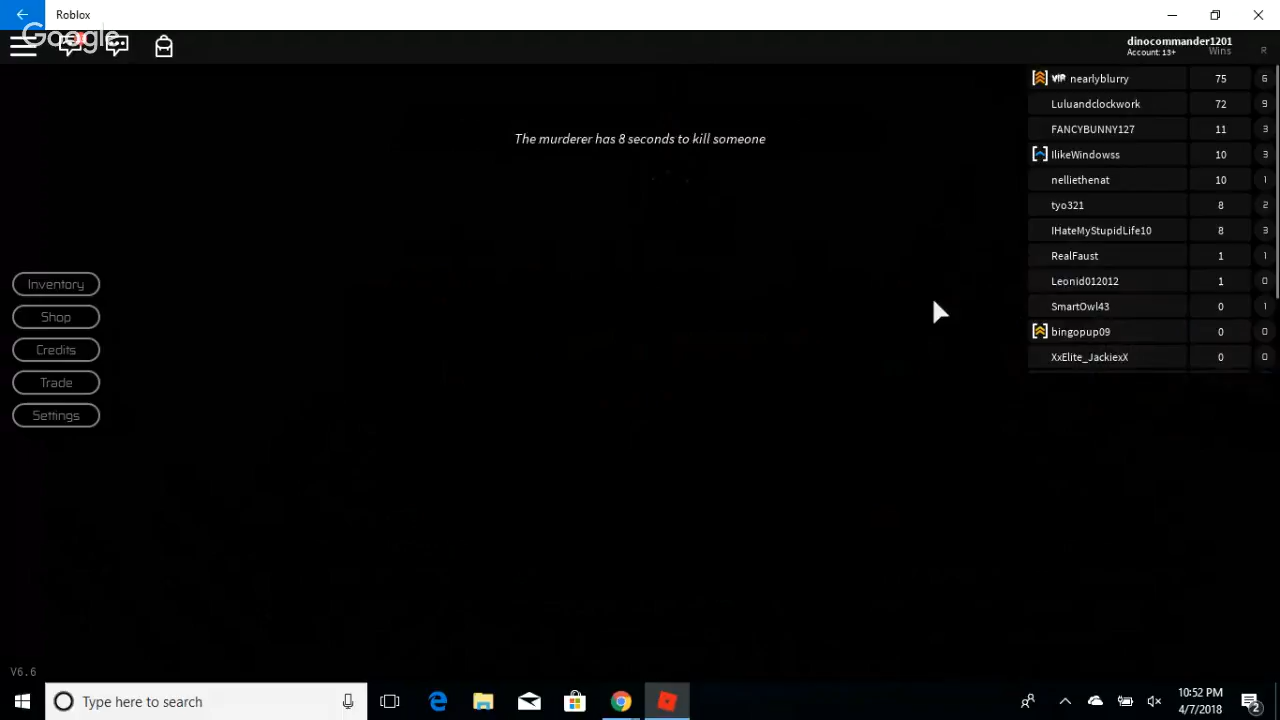 Roblox
Google
dinocommander1201
Account: 13+
Wins
R
The murderer has 8 seconds to kill someone
VIP nearlyblurry 75 6
Luluandclockwork 72 9
FANCYBUNNY127 11 3
IlikeWindowss 10 3
nelliethenat 10 1
tyo321 8 2
IHateMyStupidLife10 8 3
RealFaust 1 1
Leonid012012 1 0
SmartOwl43 0 1
bingopup09 0 0
XxElite_JackiexX 0 0
Inventory
Shop
Credits
Trade
Settings
V6.6
Type here to search
10:52 PM
4/7/2018
2